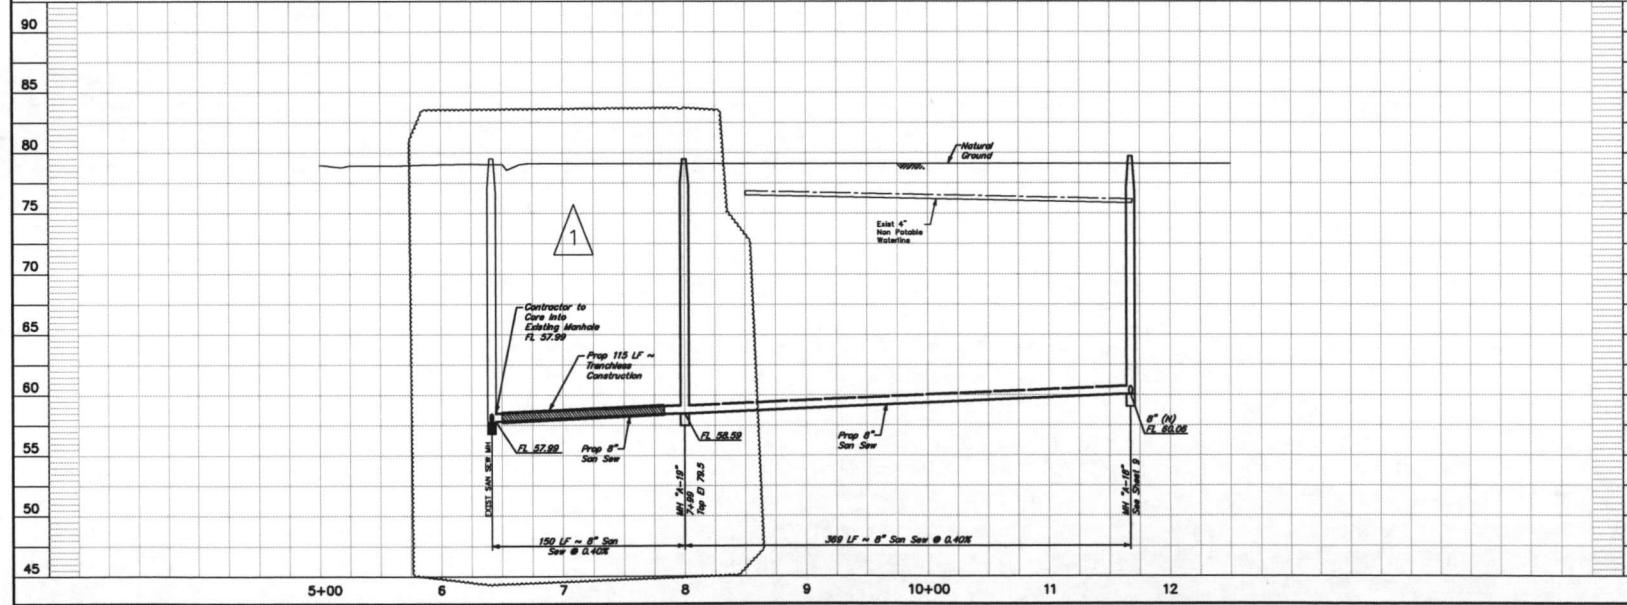 90
85
80
75
70
65
60
55
50
45
Natural
Ground
Exist 4"
Non Potable
Waterline
1
Contractor to
Core Into
Existing Manhole
FL 57.99
Prop 115 LF ~
Trenchless
Construction
FL 57.99
Prop 8"
San Sew
FL 58.59
Prop 8"
San Sew
8" (N)
FL 60.06
EXIST SAN SEW MH
MH "A-19"
7+99
Top El 79.5
MH "A-18"
See Sheet 9
150 LF ~ 8" San
Sew @ 0.40%
369 LF ~ 8" San Sew @ 0.40%
5+00 6 7 8 9 10+00 11 12